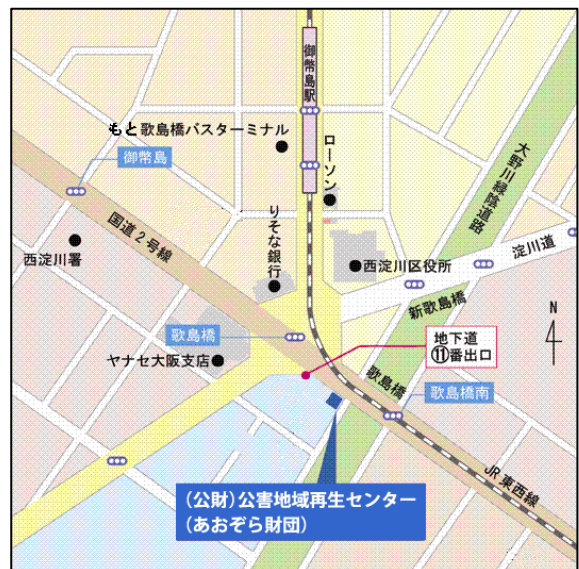 御幣島駅
もと歌島橋バスターミナル
ローソン
御幣島
大野川緑陰道路
国道2号線
西淀川署
りそな銀行
西淀川区役所
淀川道
新歌島橋
N
歌島橋
地下道
⑪番出口
ヤナセ大阪支店
歌島橋
歌島橋南
JR東西線
(公財)公害地域再生センター
(あおぞら財団)